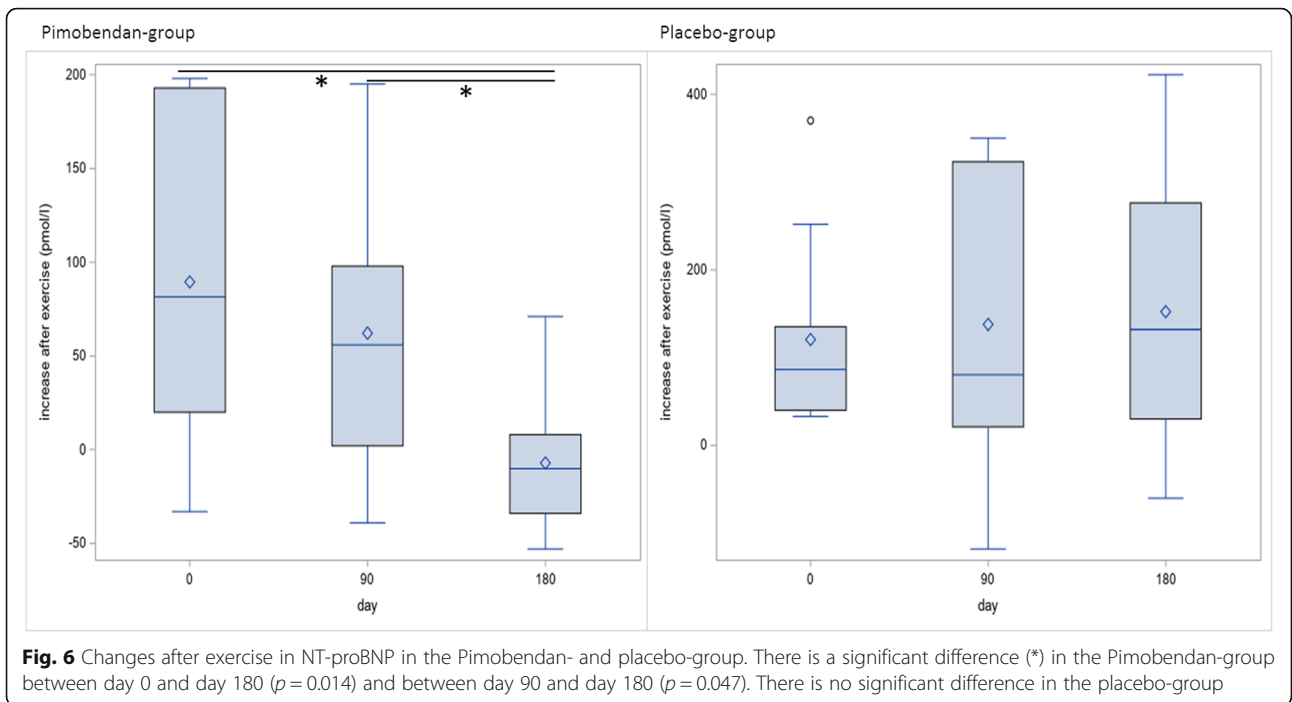 Pimobendan-group
Placebo-group
200
150
100
50
0
-50
increase after exercise (pmol/l)
*
*
0
90
180
day
400
200
0
increase after exercise (pmol/l)
0
90
180
day
Fig. 6 Changes after exercise in NT-proBNP in the Pimobendan- and placebo-group. There is a significant difference (*) in the Pimobendan-group
between day 0 and day 180 (p = 0.014) and between day 90 and day 180 (p = 0.047). There is no significant difference in the placebo-group